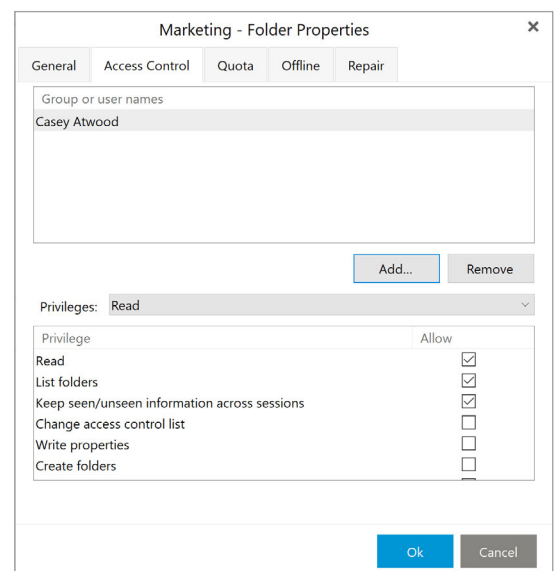 Marketing - Folder Properties
General Access Control Quota Offline Repair
Group or user names
Casey Atwood
Add... Remove
Privileges: Read
Privilege Allow
Read
List folders
Keep seen/unseen information across sessions
Change access control list
Write properties
Create folders
Ok Cancel